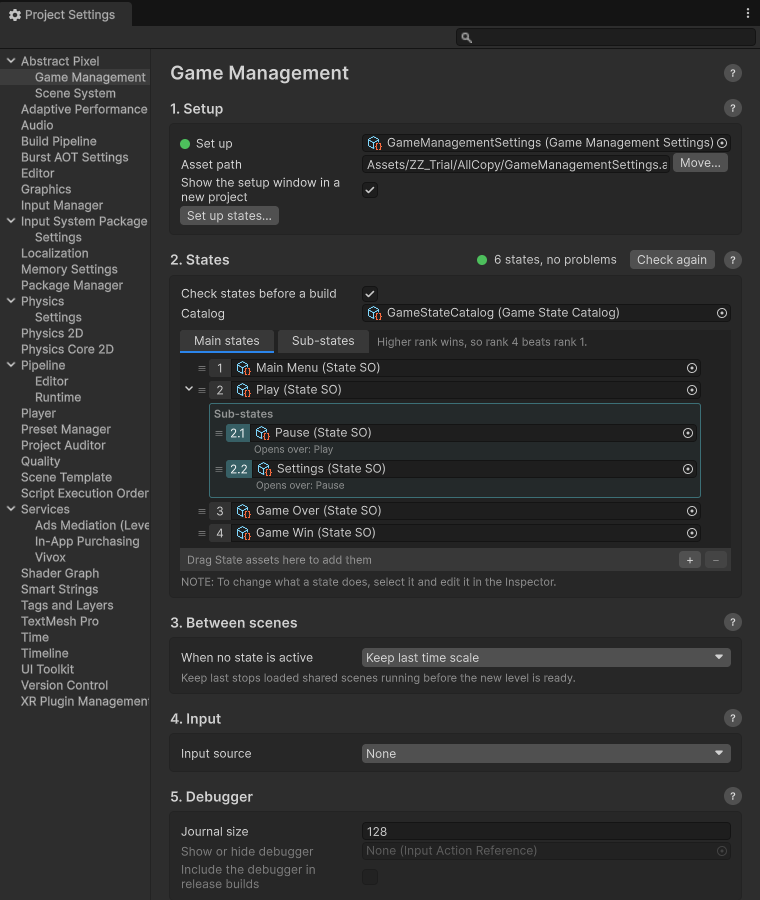 Project Settings
Abstract Pixel
Game Management
Scene System
Adaptive Performance
Audio
Build Pipeline
Burst AOT Settings
Editor
Graphics
Input Manager
Input System Package
Settings
Localization
Memory Settings
Package Manager
Physics
Settings
Physics 2D
Physics Core 2D
Pipeline
Editor
Runtime
Player
Preset Manager
Project Auditor
Quality
Scene Template
Script Execution Order
Services
Ads Mediation (Leve
In-App Purchasing
Vivox
Shader Graph
Smart Strings
Tags and Layers
TextMesh Pro
Time
Timeline
UI Toolkit
Version Control
XR Plugin Management
Game Management ?
1. Setup ?
Set up GameManagementSettings (Game Management Settings)
Asset path Assets/ZZ_Trial/AllCopy/GameManagementSettings.a Move...
Show the setup window in a
new project
Set up states...
2. States 6 states, no problems Check again ?
Check states before a build
Catalog GameStateCatalog (Game State Catalog)
Main states Sub-states Higher rank wins, so rank 4 beats rank 1.
1 Main Menu (State SO)
2 Play (State SO)
Sub-states
2.1 Pause (State SO)
Opens over: Play
2.2 Settings (State SO)
Opens over: Pause
3 Game Over (State SO)
4 Game Win (State SO)
Drag State assets here to add them + −
NOTE: To change what a state does, select it and edit it in the Inspector.
3. Between scenes ?
When no state is active Keep last time scale
Keep last stops loaded shared scenes running before the new level is ready.
4. Input ?
Input source None
5. Debugger ?
Journal size 128
Show or hide debugger None (Input Action Reference)
Include the debugger in
release builds